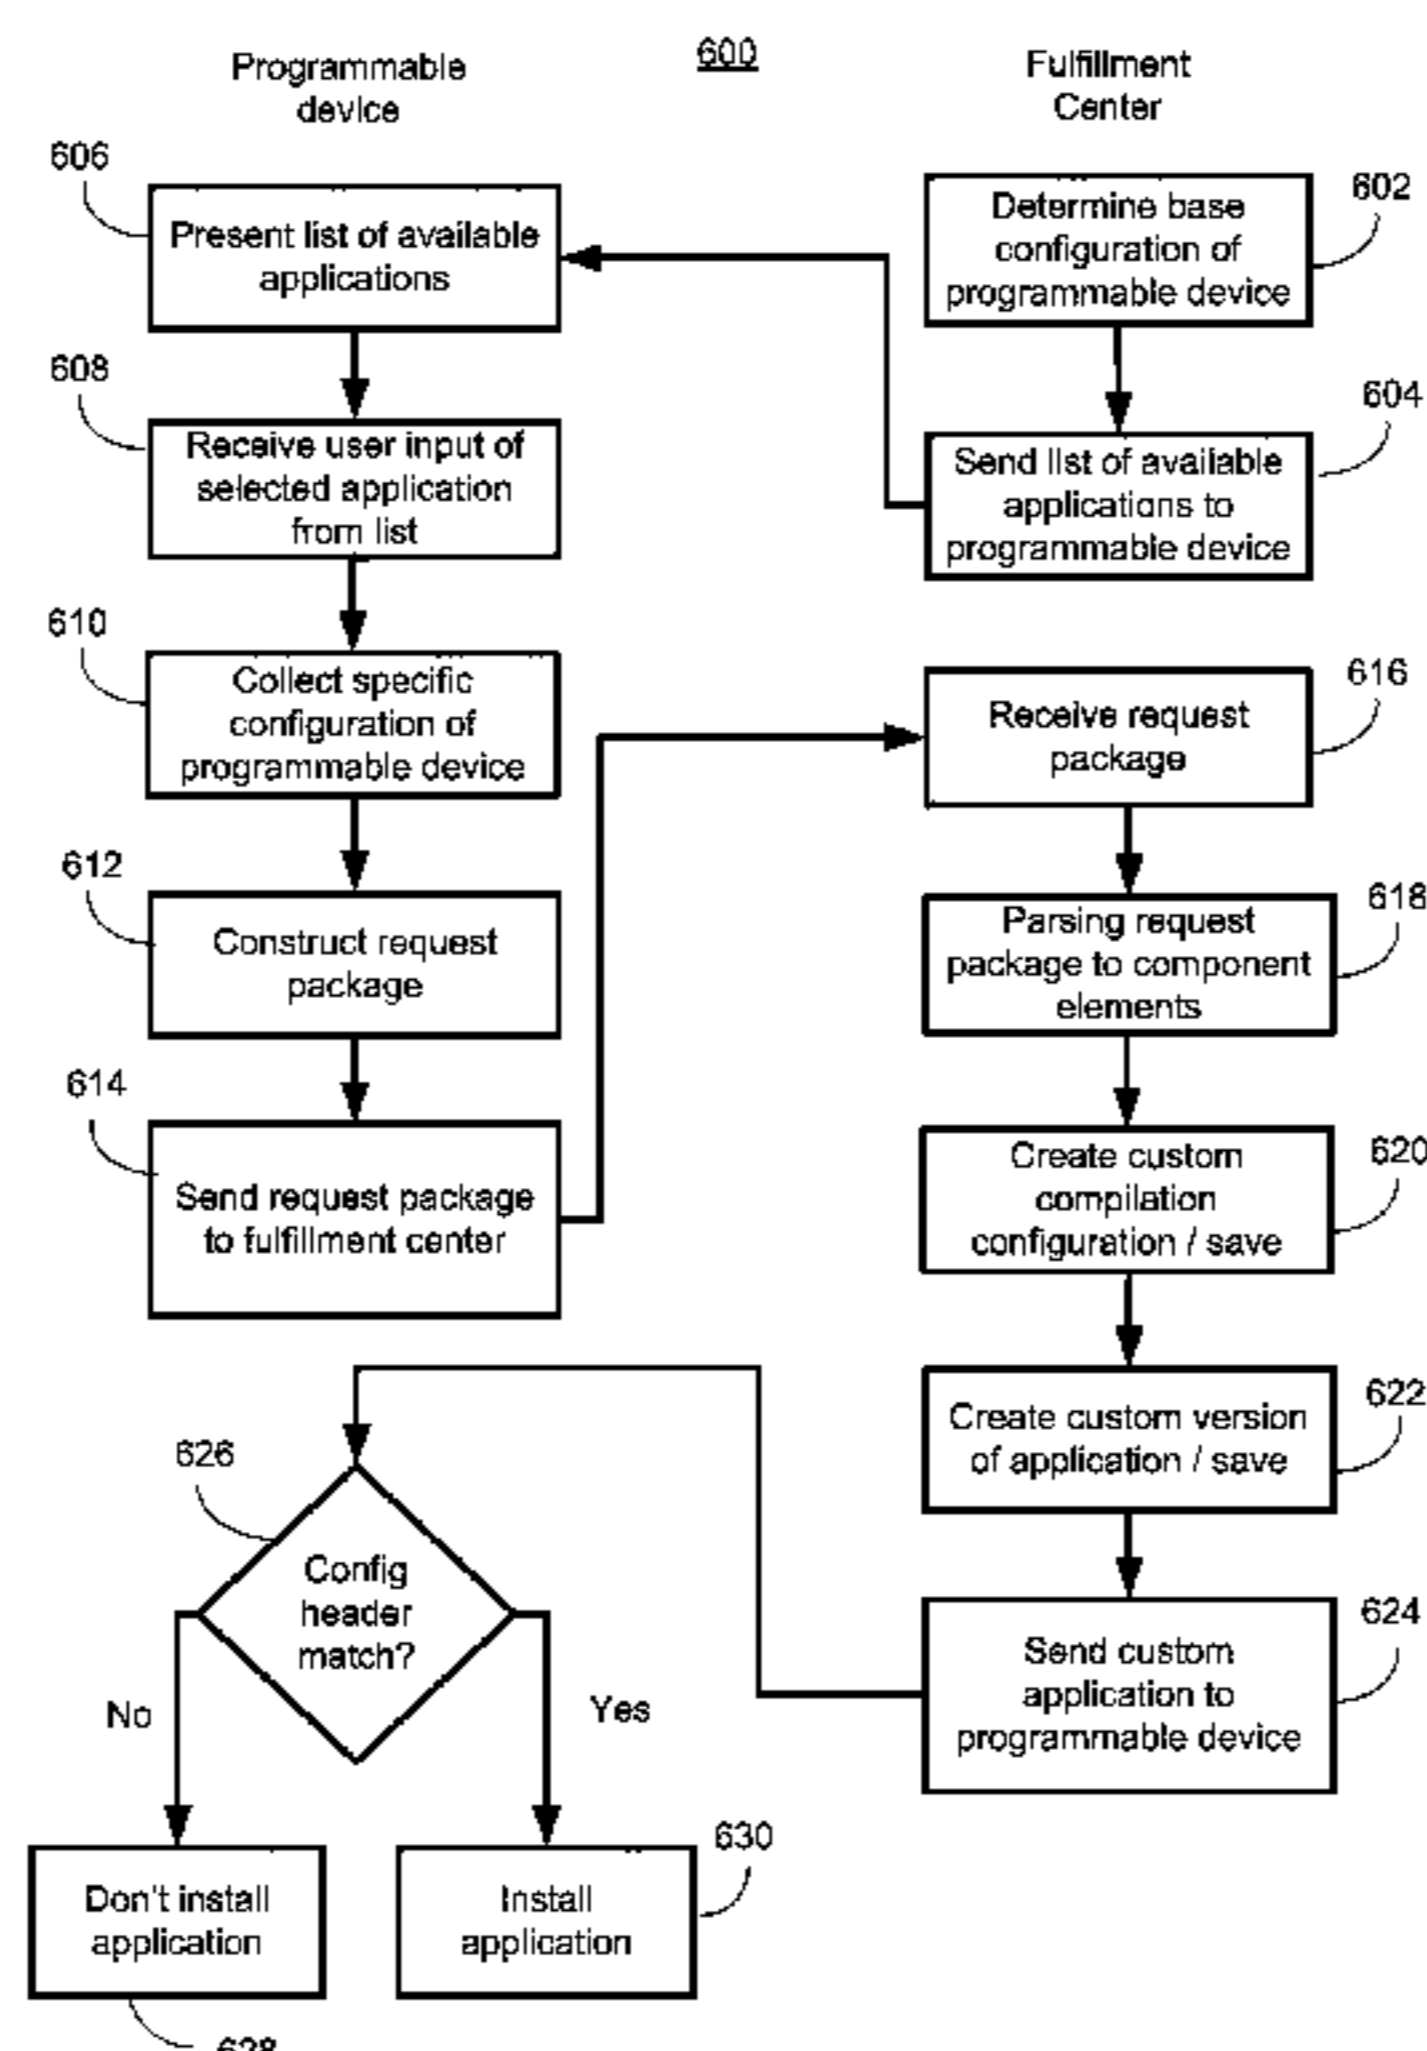 600
Programmable
device
Fulfillment
Center
606
Present list of available
applications
602
Determine base
configuration of
programmable device
608
Receive user input of
selected application
from list
604
Send list of available
applications to
programmable device
610
Collect specific
configuration of
programmable device
616
Receive request
package
612
Construct request
package
618
Parsing request
package to component
elements
614
Send request package
to fulfillment center
620
Create custom
compilation
configuration / save
622
Create custom version
of application / save
626
Config
header
match?
624
Send custom
application to
programmable device
No
Yes
630
Don't install
application
Install
application
628